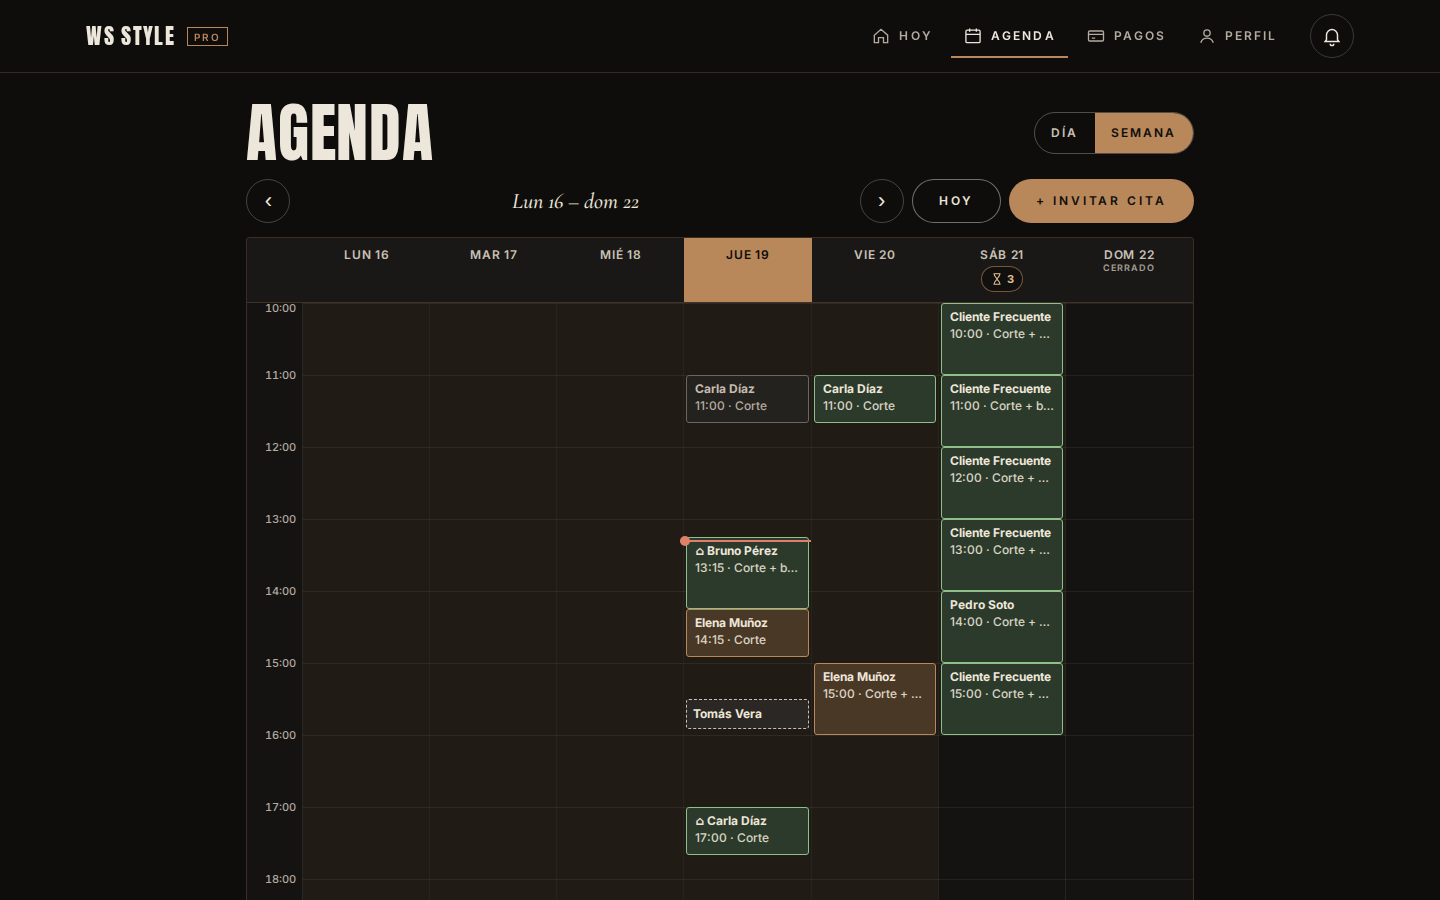 WS STYLE PRO
HOY
AGENDA
PAGOS
PERFIL
AGENDA
DÍA
SEMANA
‹
Lun 16 – dom 22
›
HOY
+ INVITAR CITA
LUN 16
MAR 17
MIÉ 18
JUE 19
VIE 20
SÁB 21
3
DOM 22
CERRADO
10:00
Cliente Frecuente
10:00 · Corte + ...
11:00
Carla Díaz
11:00 · Corte
Carla Díaz
11:00 · Corte
Cliente Frecuente
11:00 · Corte + b...
12:00
Cliente Frecuente
12:00 · Corte + ...
13:00
Cliente Frecuente
13:00 · Corte + ...
⌂ Bruno Pérez
13:15 · Corte + b...
14:00
Pedro Soto
14:00 · Corte + ...
Elena Muñoz
14:15 · Corte
15:00
Elena Muñoz
15:00 · Corte + ...
Cliente Frecuente
15:00 · Corte + ...
Tomás Vera
16:00
17:00
⌂ Carla Díaz
17:00 · Corte
18:00